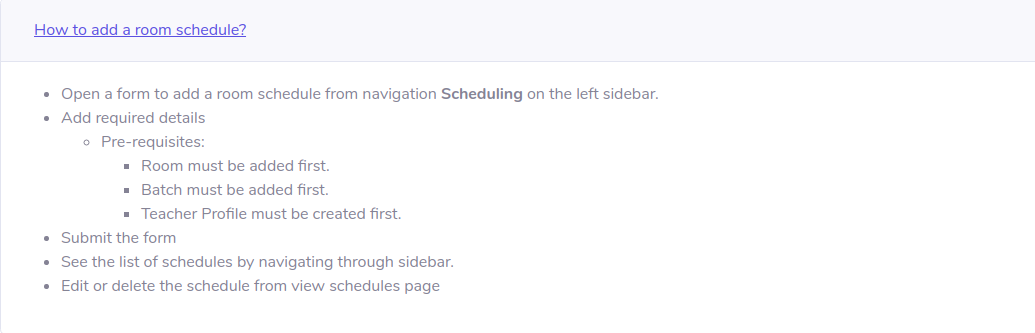 How to add a room schedule?
Open a form to add a room schedule from navigation Scheduling on the left sidebar.
Add required details
Pre-requisites:
Room must be added first.
Batch must be added first.
Teacher Profile must be created first.
Submit the form
See the list of schedules by navigating through sidebar.
Edit or delete the schedule from view schedules page